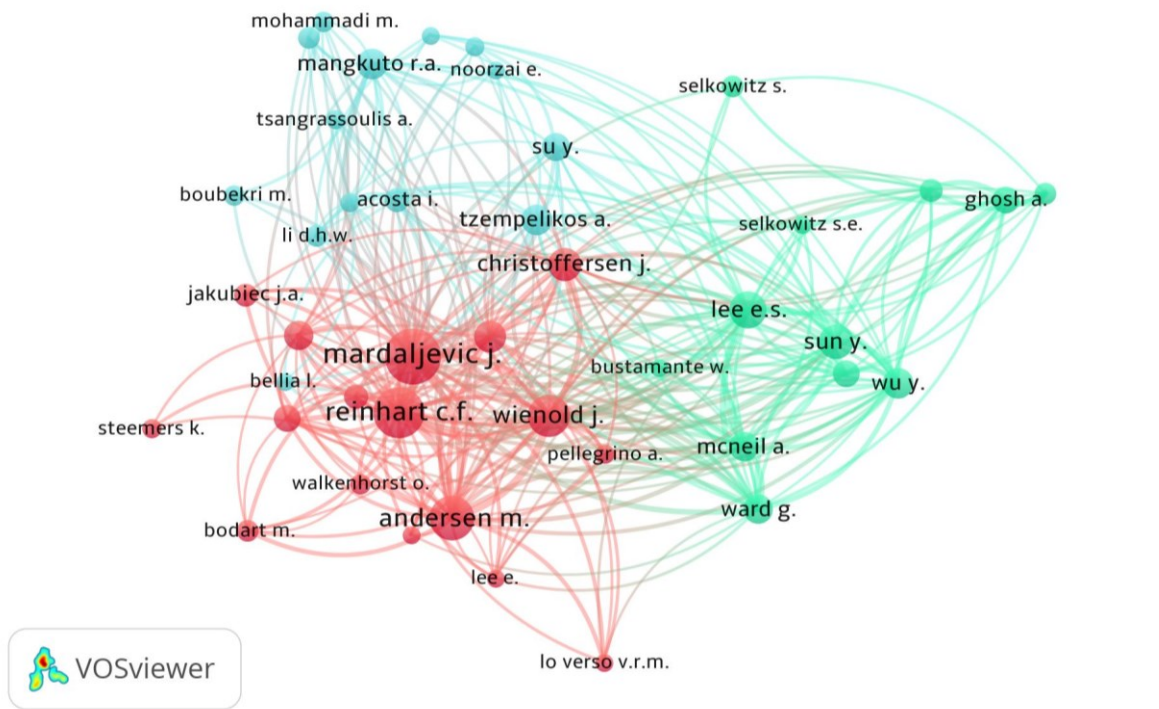 mohammadi m.
mangkuto r.a.
noorzai e.
selkowitz s.
tsangrassoulis a.
su y.
boubekri m.
acosta i.
ghosh a.
tzempelikos a.
selkowitz s.e.
li d.h.w.
christoffersen j.
jakubiec j.a.
lee e.s.
sun y.
mardaljevic j.
bustamante w.
bellia l.
wu y.
reinhart c.f.
wienold j.
steemers k.
mcneil a.
pellegrino a.
walkenhorst o.
ward g.
andersen m.
bodart m.
lee e.
lo verso v.r.m.
VOSviewer